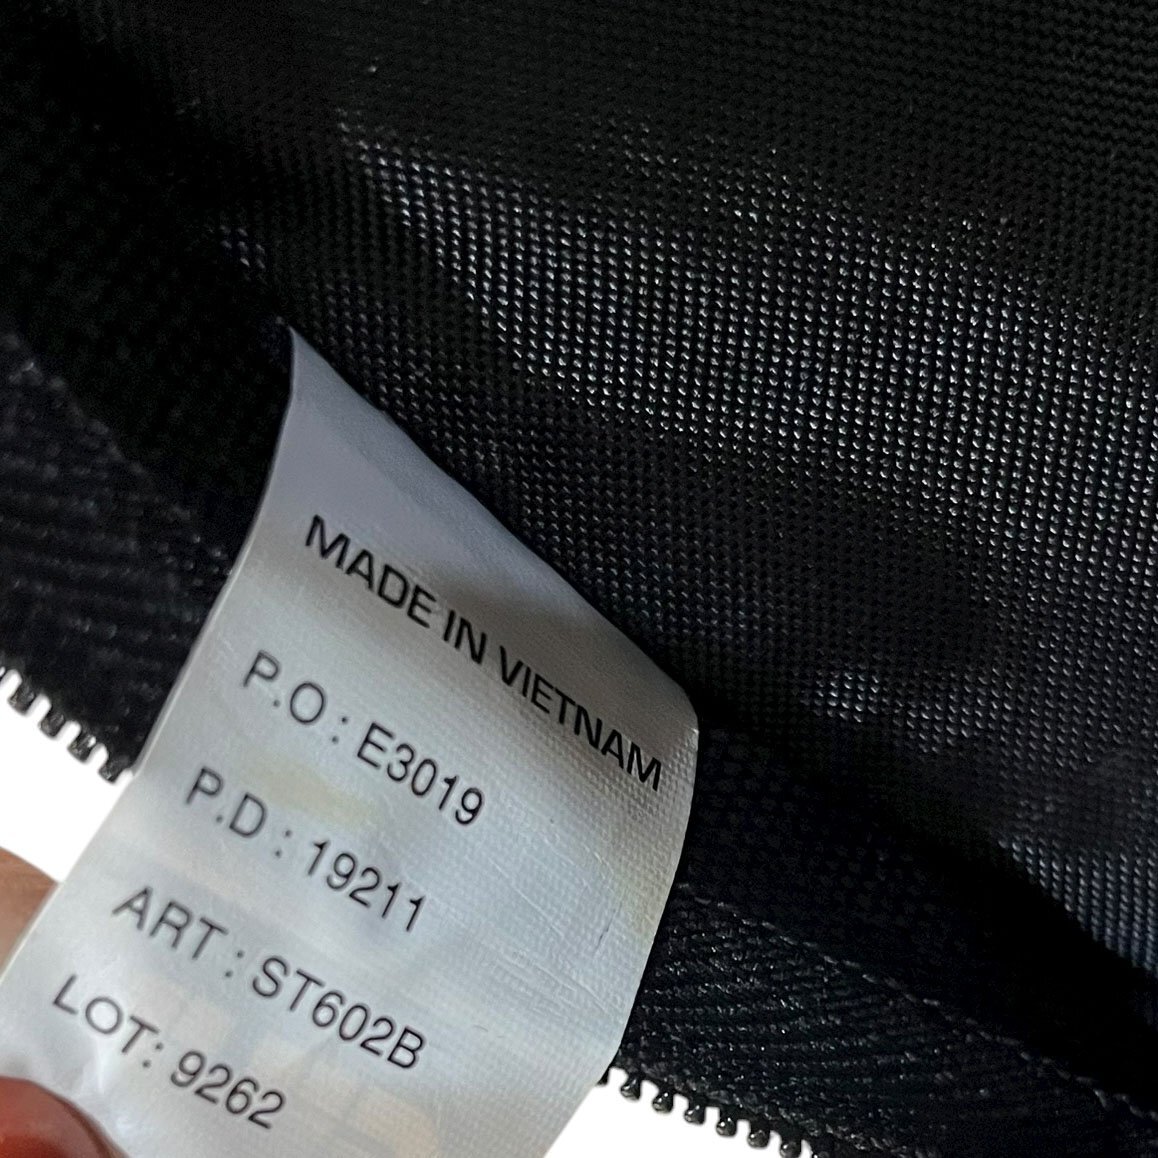 MADE IN VIETNAM
P.O : E3019
P.D : 19211
ART : ST602B
LOT: 9262